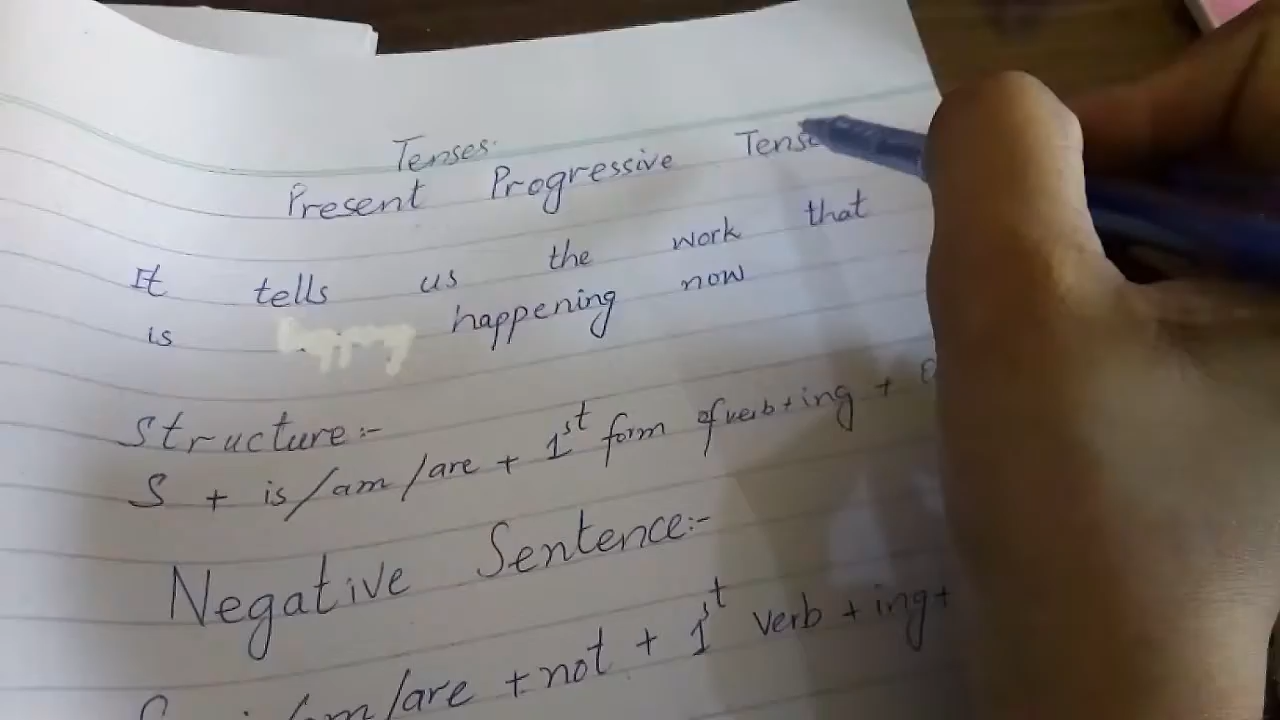 Tenses.
Present Progressive Tense
It tells us the work that
is happening now
Structure:-
S + is/am/are + 1st form of verb + ing +
Negative Sentence:-
/am/are + not + 1st verb + ing +